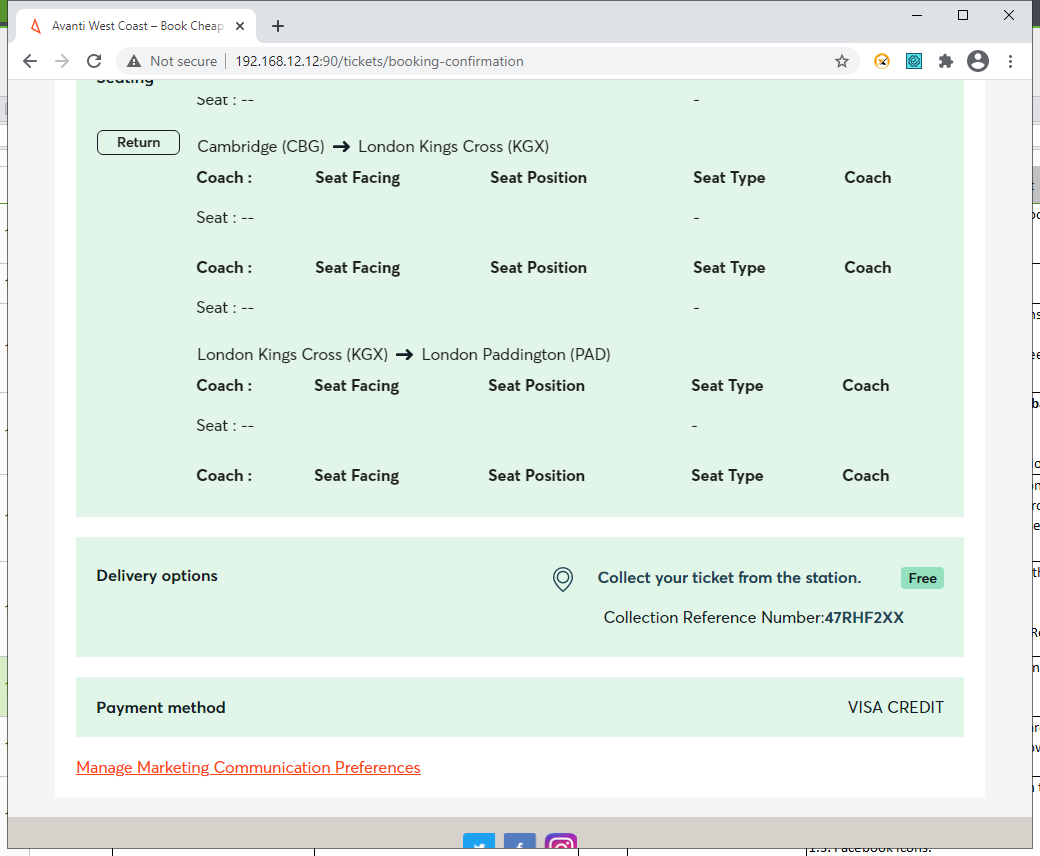 Avanti West Coast – Book Cheap
Not secure
192.168.12.12:90/tickets/booking-confirmation
Seating
Seat : -- -
Return
Cambridge (CBG) → London Kings Cross (KGX)
Coach : Seat Facing Seat Position Seat Type Coach
Seat : -- -
Coach : Seat Facing Seat Position Seat Type Coach
Seat : -- -
London Kings Cross (KGX) → London Paddington (PAD)
Coach : Seat Facing Seat Position Seat Type Coach
Seat : -- -
Coach : Seat Facing Seat Position Seat Type Coach
Delivery options
Collect your ticket from the station. Free
Collection Reference Number:47RHF2XX
Payment method VISA CREDIT
Manage Marketing Communication Preferences
1.5. Facebook icons.